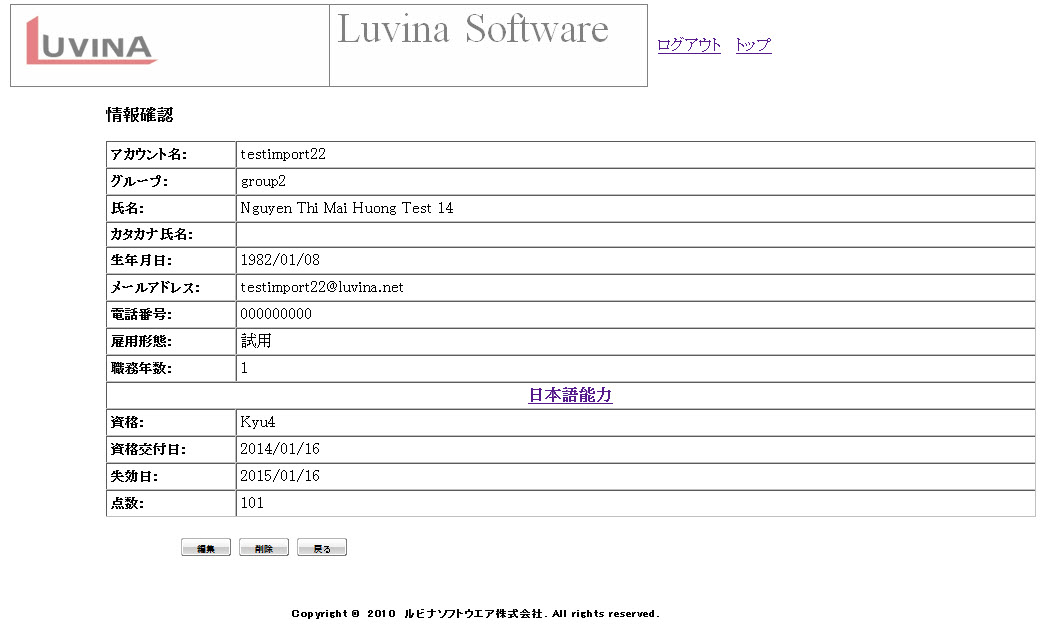 LUVINA
Luvina Software
ログアウト トップ
情報確認
アカウント名: testimport22
グループ: group2
氏名: Nguyen Thi Mai Huong Test 14
カタカナ氏名:
生年月日: 1982/01/08
メールアドレス: testimport22@luvina.net
電話番号: 000000000
雇用形態: 試用
職務年数: 1
日本語能力
資格: Kyu4
資格交付日: 2014/01/16
失効日: 2015/01/16
点数: 101
編集 削除 戻る
Copyright © 2010 ルビナソフトウエア株式会社. All rights reserved.